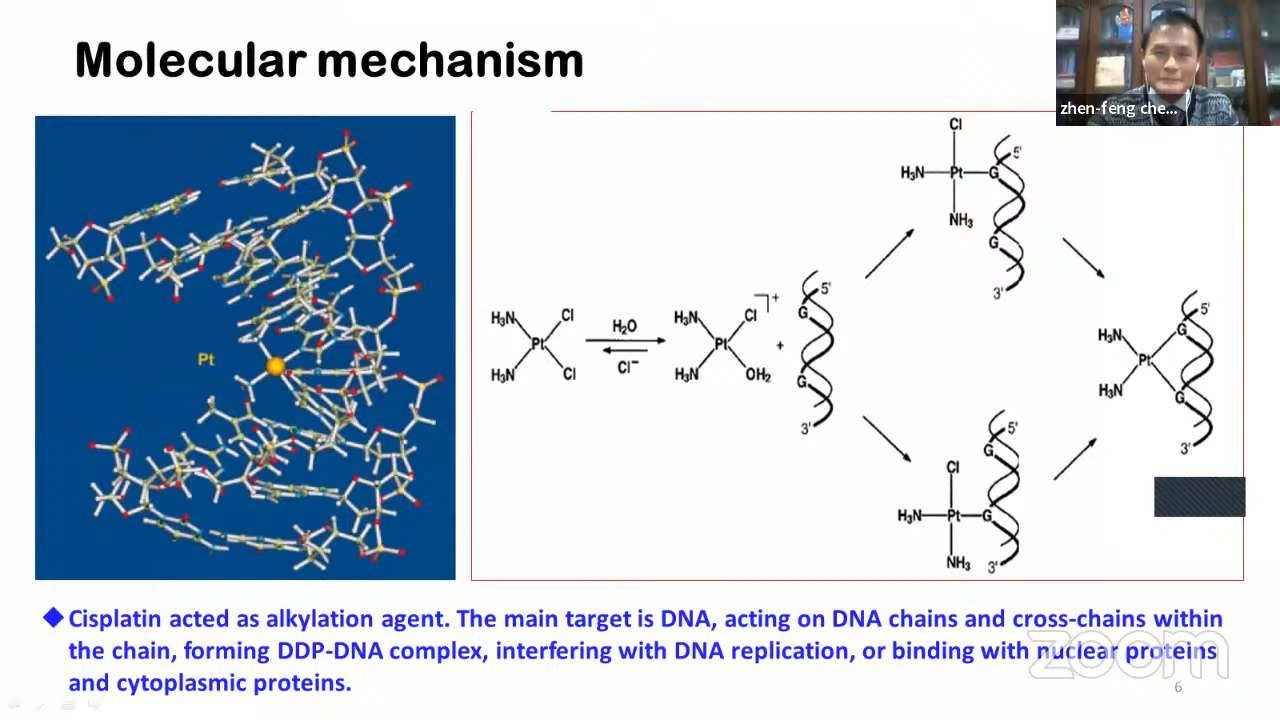 Molecular mechanism
zhen-feng che...
Pt
H₃N
Cl
Pt
H₃N
Cl
H₂O
Cl⁻
H₃N
Cl
Pt
H₃N
OH₂
+
+
5'
G
G
3'
Cl
H₃N—Pt—G
NH₃
5'
G
3'
Cl
H₃N—Pt—G
NH₃
5'
G
3'
H₃N
Pt
H₃N
5'
G
G
3'
Cisplatin acted as alkylation agent. The main target is DNA, acting on DNA chains and cross-chains within
the chain, forming DDP-DNA complex, interfering with DNA replication, or binding with nuclear proteins
and cytoplasmic proteins.
zoom
6